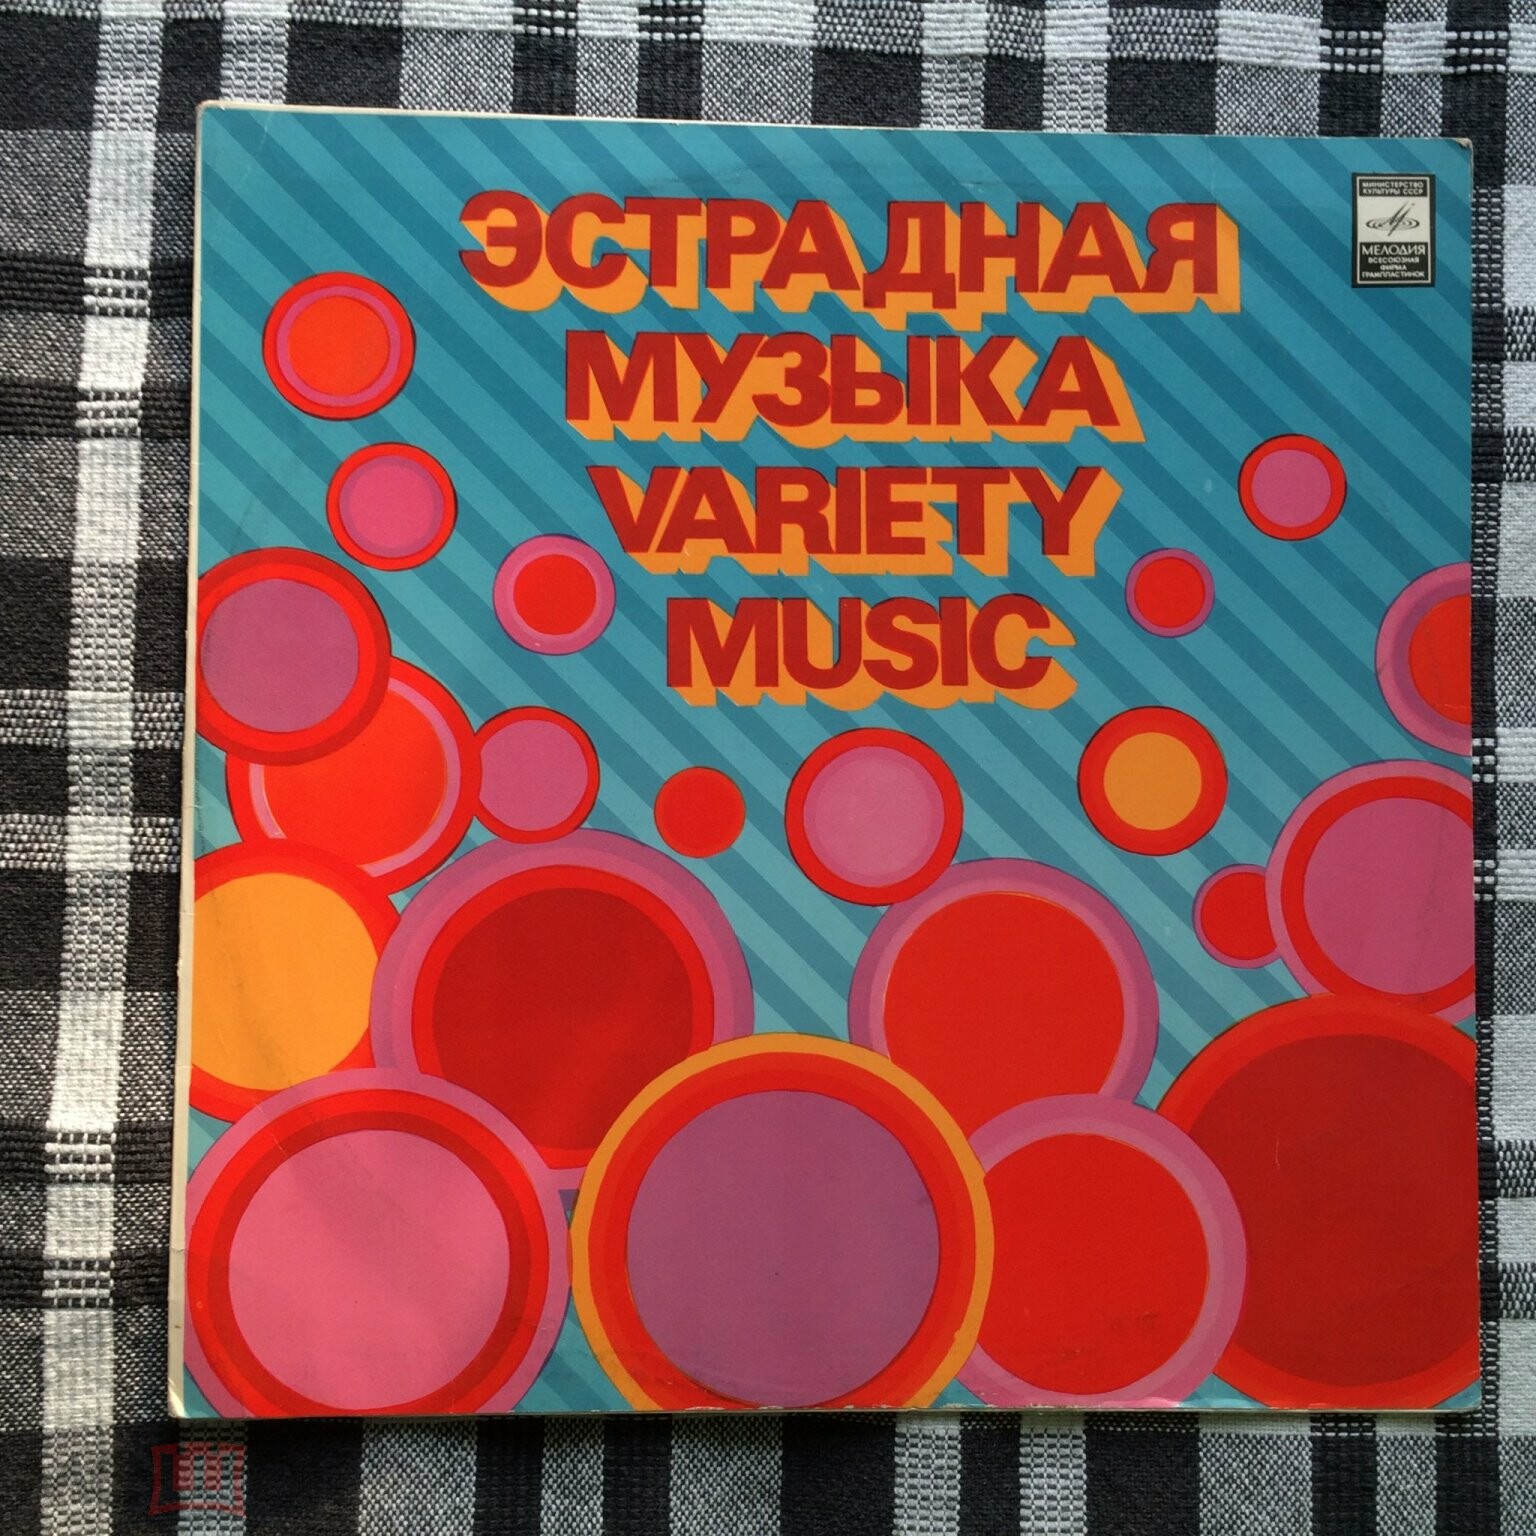 ЭСТРАДНАЯ
МУЗЫКА
VARIETY
MUSIC
МИНИСТЕРСТВО
КУЛЬТУРЫ СССР
МЕЛОДИЯ
ВСЕСОЮЗНАЯ
ФИРМА
ГРАМПЛАСТИНОК